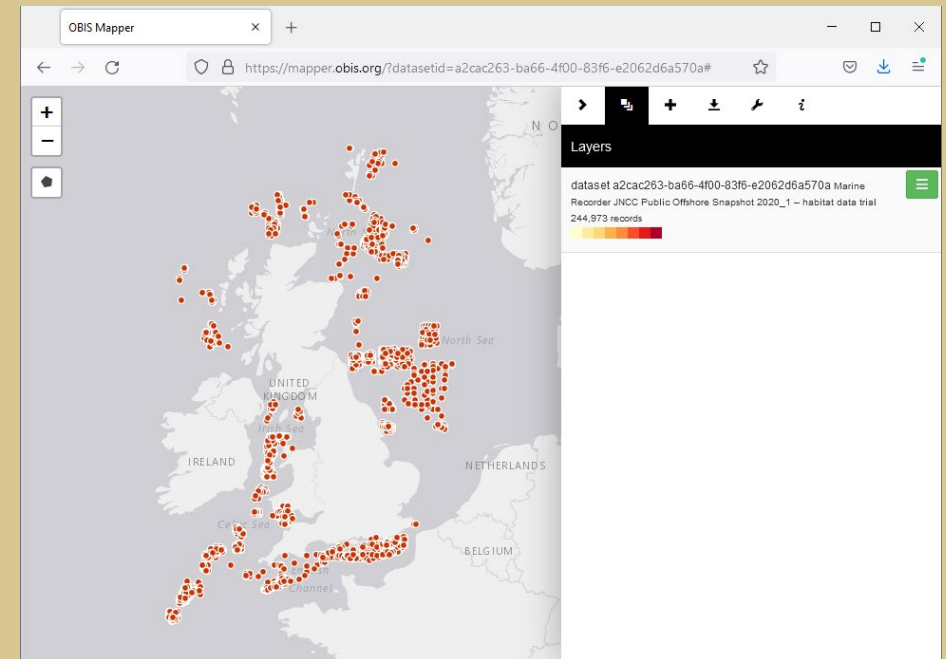 OBIS Mapper
https://mapper.obis.org/?datasetid=a2cac263-ba66-4f00-83f6-e2062d6a570a#
Layers
dataset a2cac263-ba66-4f00-83f6-e2062d6a570a Marine
Recorder JNCC Public Offshore Snapshot 2020_1 – habitat data trial
244,973 records
N O
North Sea
UNITED
KINGDOM
Irish Sea
IRELAND
NETHERLANDS
Celtic Sea
BELGIUM
English
Channel